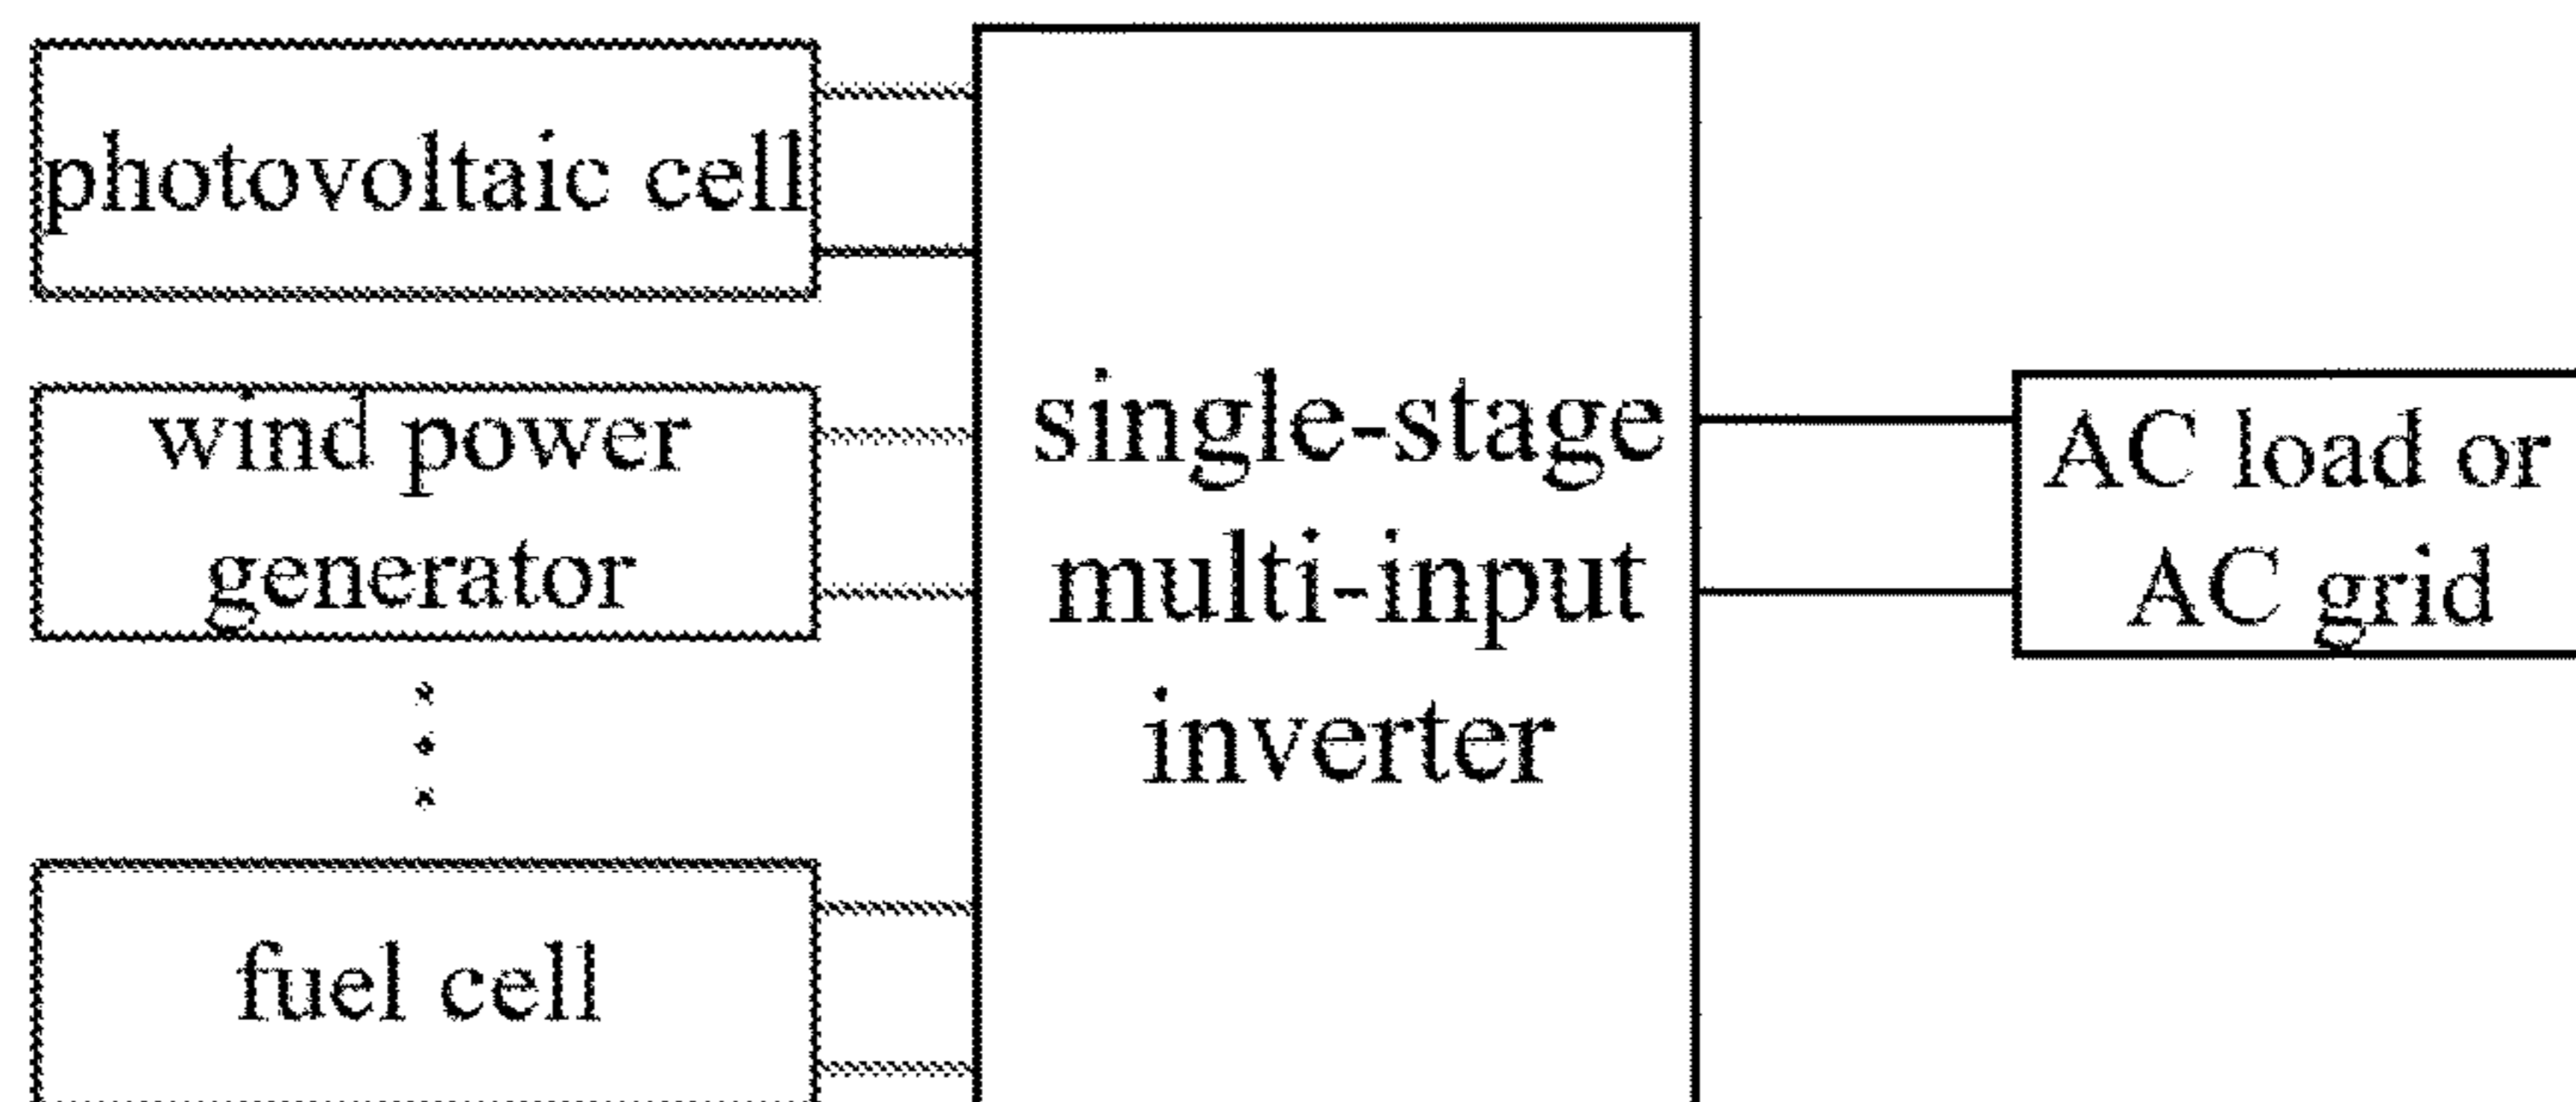 photovoltaic cell
wind power
generator
fuel cell
single-stage
multi-input
inverter
AC load or
AC grid